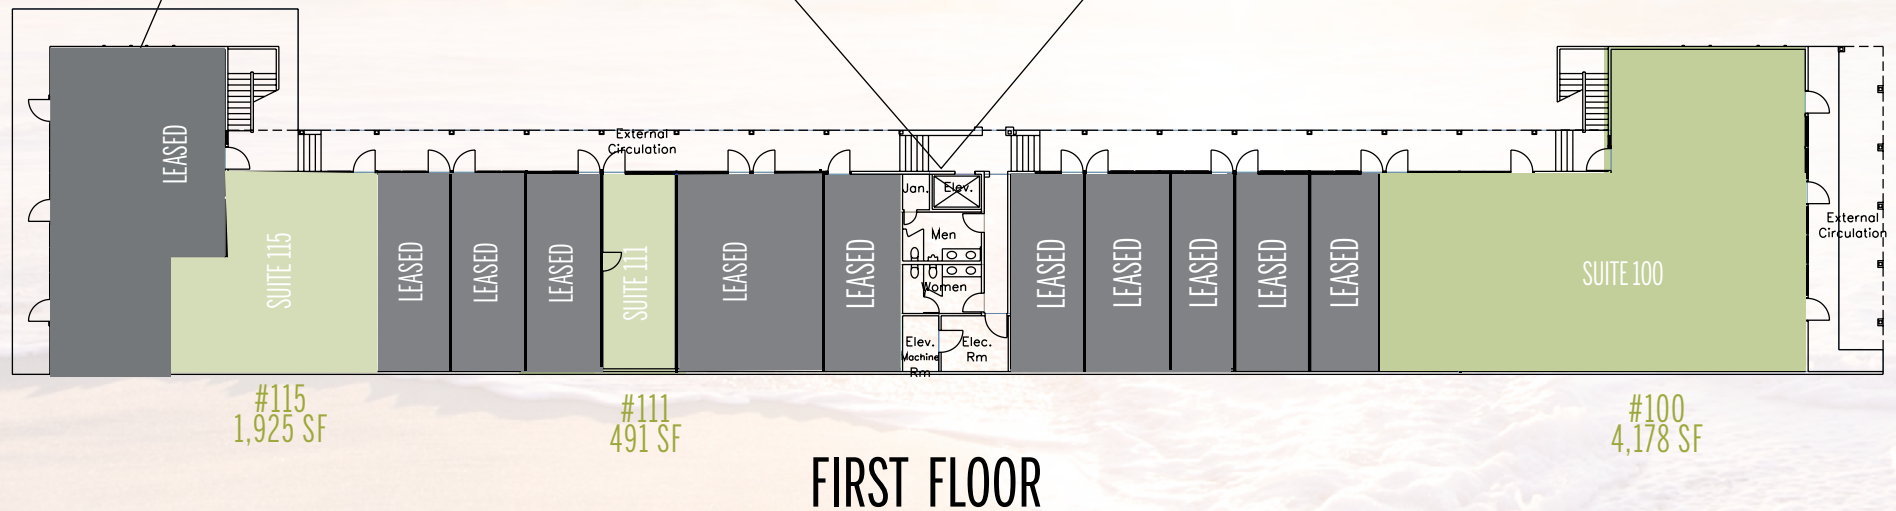 LEASED
External
Circulation
SUITE 115
LEASED
LEASED
LEASED
SUITE 111
LEASED
LEASED
Jan.
Elev.
Men
Women
Elev.
Machine
Rm
Elec.
Rm
LEASED
LEASED
LEASED
LEASED
LEASED
SUITE 100
External
Circulation
#115
1,925 SF
#111
491 SF
#100
4,178 SF
FIRST FLOOR